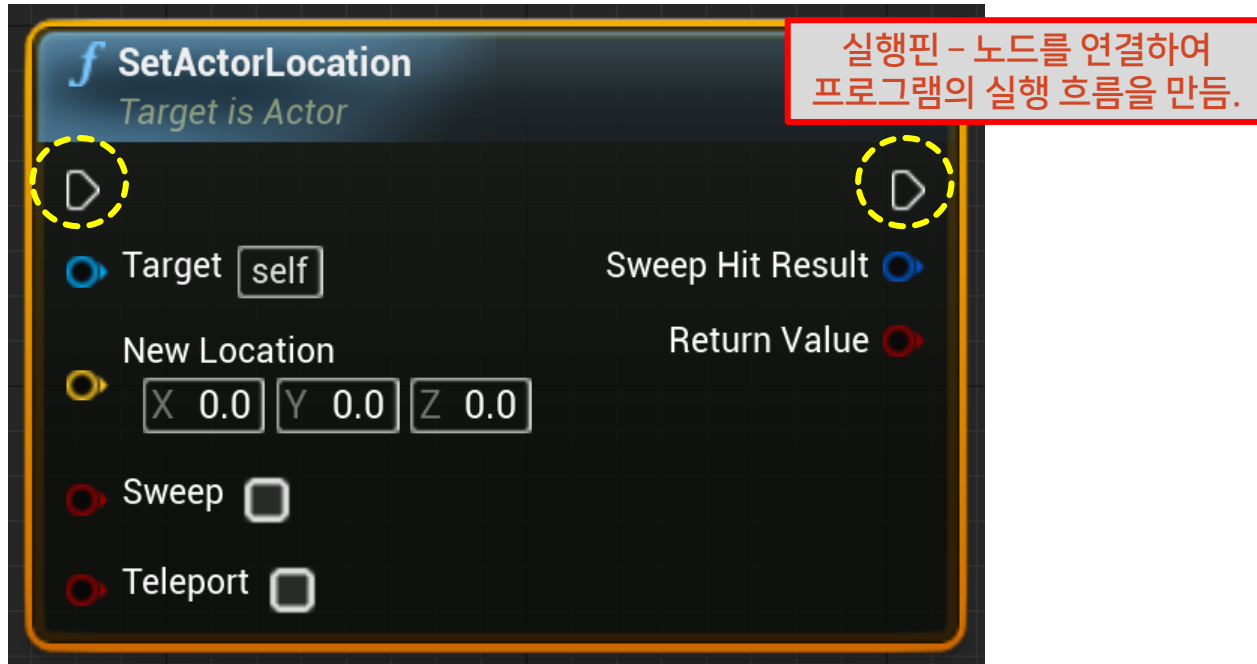 f SetActorLocation
Target is Actor
실행핀 – 노드를 연결하여
프로그램의 실행 흐름을 만듬.
Target self
Sweep Hit Result
New Location
Return Value
X 0.0 Y 0.0 Z 0.0
Sweep
Teleport